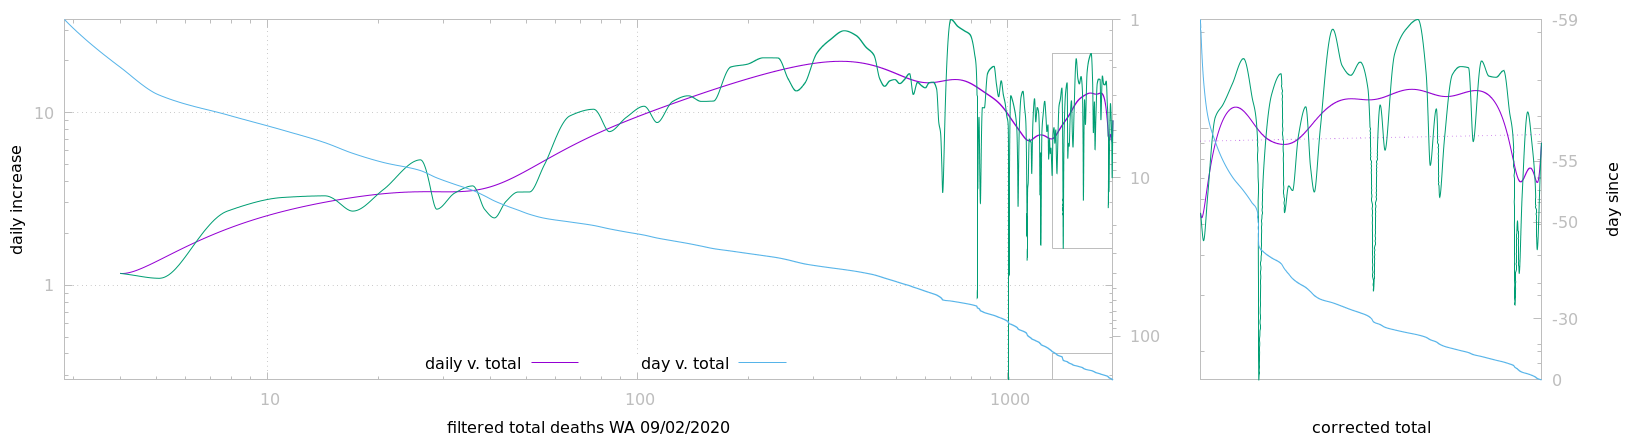 daily increase
10
1
10
100
1000
1
10
100
daily v. total
day v. total
filtered total deaths WA 09/02/2020
-59
-55
-50
-30
0
day since
corrected total